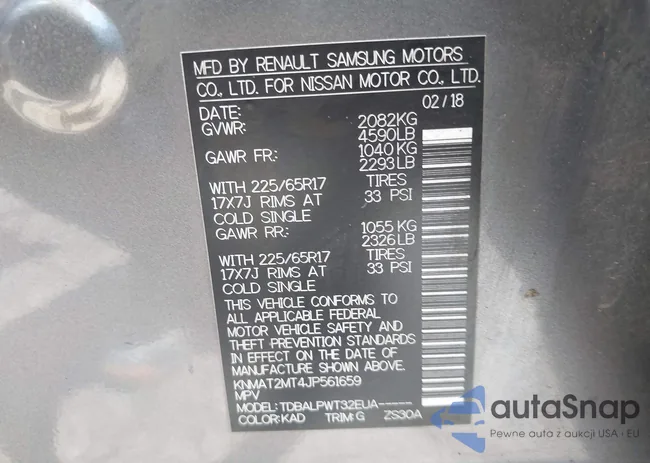 MFD BY RENAULT SAMSUNG MOTORS
CO., LTD. FOR NISSAN MOTOR CO., LTD.
DATE: 02/18
GVWR: 2082KG
4590LB
GAWR FR: 1040KG
2293LB
WITH 225/65R17 TIRES
17X7J RIMS AT 33 PSI
COLD SINGLE
GAWR RR: 1055KG
2326LB
WITH 225/65R17 TIRES
17X7J RIMS AT 33 PSI
COLD SINGLE
THIS VEHICLE CONFORMS TO
ALL APPLICABLE FEDERAL
MOTOR VEHICLE SAFETY AND
THEFT PREVENTION STANDARDS
IN EFFECT ON THE DATE OF
MANUFACTURE SHOWN ABOVE.
KNMAT2MT4JP561659
MPV
MODEL: TDBALPWT32EUA-----
COLOR: KAD TRIM: G ZS30A
autoSnap
Pewne auta z aukcji USA i EU